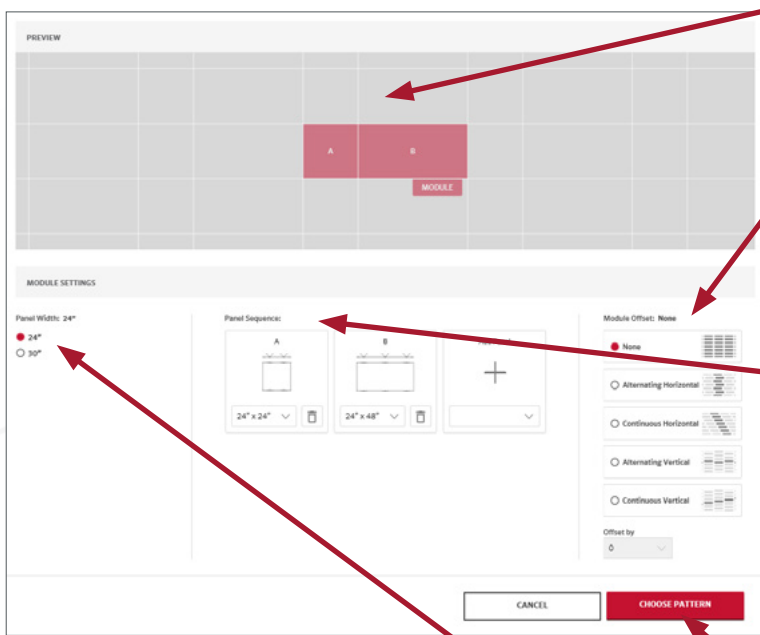 PREVIEW
A B
MODULE
MODULE SETTINGS
Panel Width: 24"
24"
30"
Panel Sequence:
A
24" x 24"
B
24" x 48"
Module Offset: None
None
Alternating Horizontal
Continuous Horizontal
Alternating Vertical
Continuous Vertical
Offset by
0
CANCEL
CHOOSE PATTERN